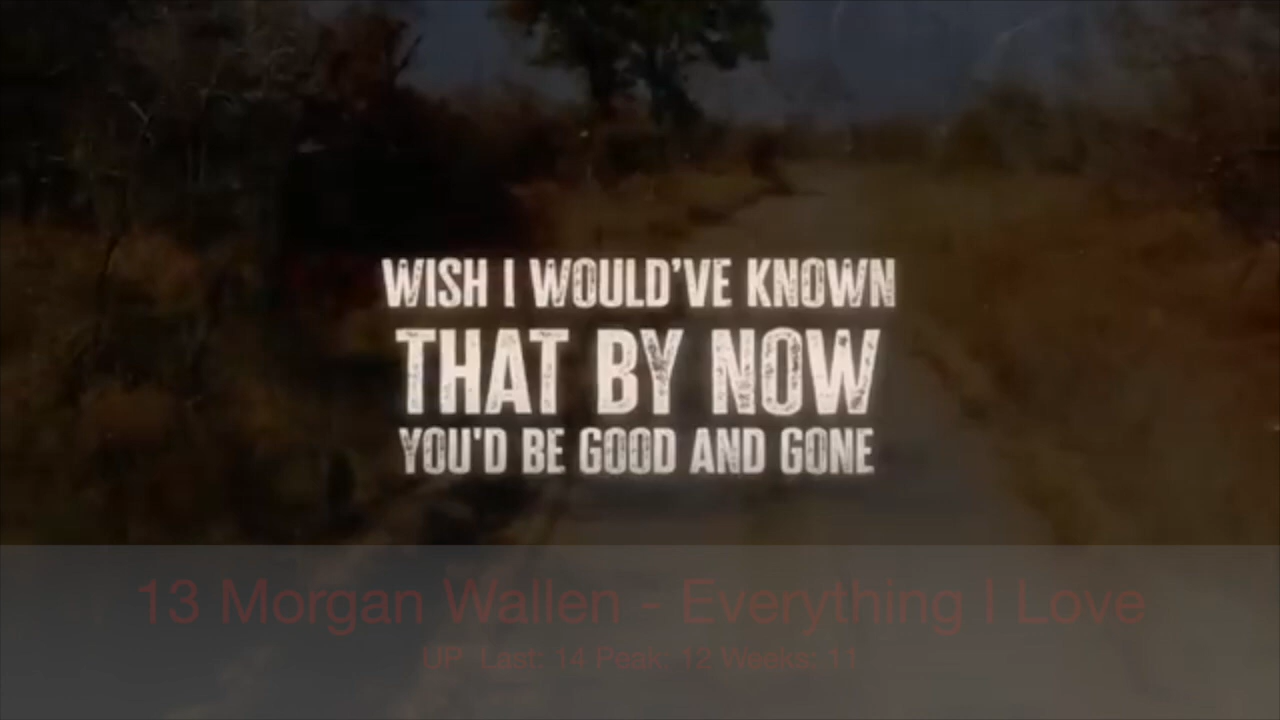 WISH I WOULD'VE KNOWN
THAT BY NOW
YOU'D BE GOOD AND GONE
13 Morgan Wallen - Everything I Love
UP Last: 14 Peak: 12 Weeks: 11